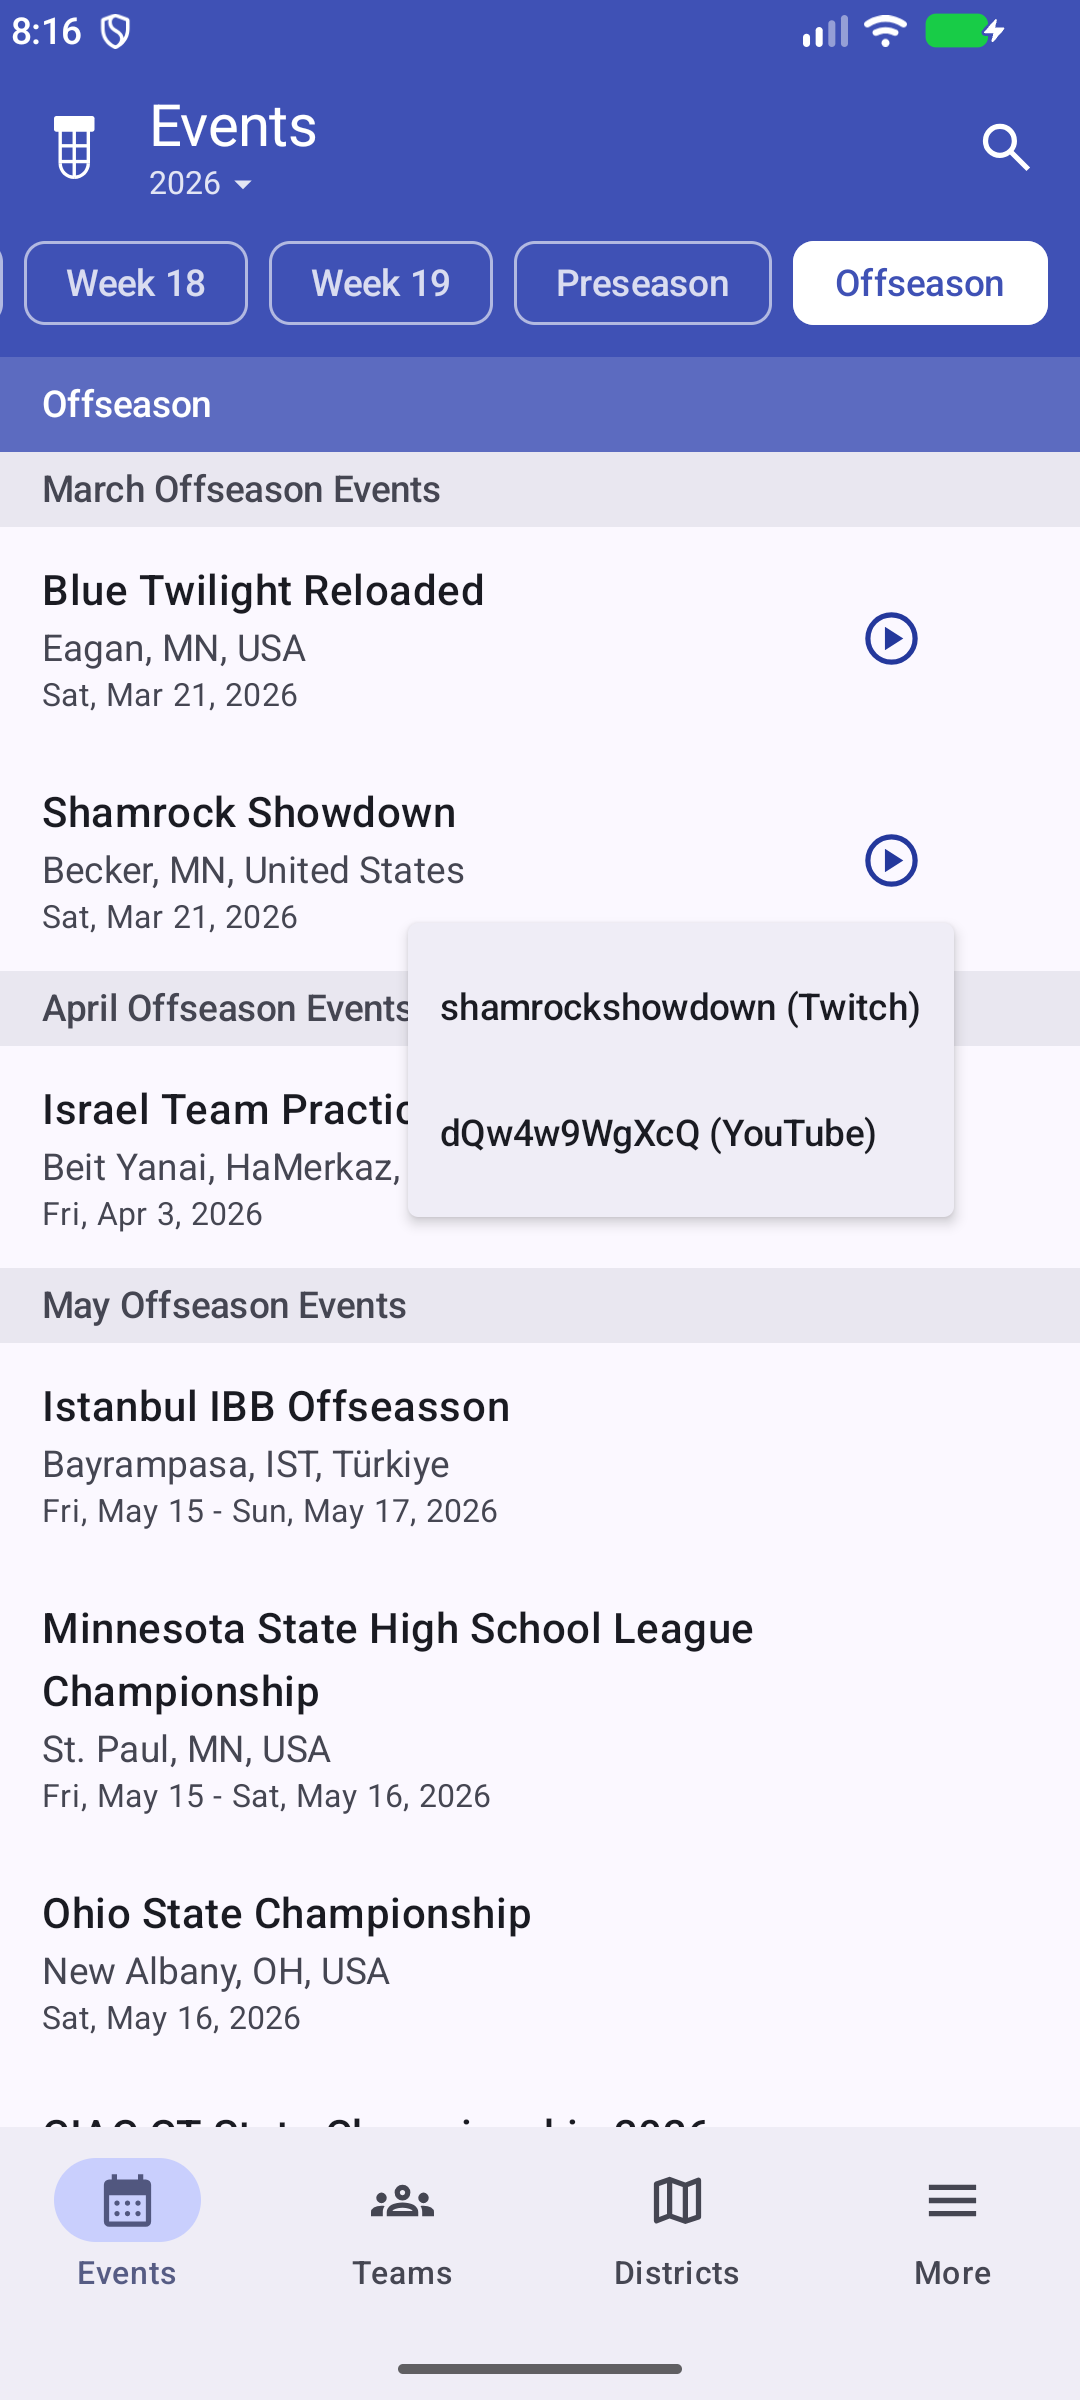 8:16
Events
2026
Week 18
Week 19
Preseason
Offseason
Offseason
March Offseason Events
Blue Twilight Reloaded
Eagan, MN, USA
Sat, Mar 21, 2026
Shamrock Showdown
Becker, MN, United States
Sat, Mar 21, 2026
April Offseason Events
shamrockshowdown (Twitch)
dQw4w9WgXcQ (YouTube)
Israel Team
Beit Yanai, HaMerkaz,
Fri, Apr 3, 2026
May Offseason Events
Istanbul IBB Offseasson
Bayrampasa, IST, Türkiye
Fri, May 15 - Sun, May 17, 2026
Minnesota State High School League
Championship
St. Paul, MN, USA
Fri, May 15 - Sat, May 16, 2026
Ohio State Championship
New Albany, OH, USA
Sat, May 16, 2026
Events
Teams
Districts
More